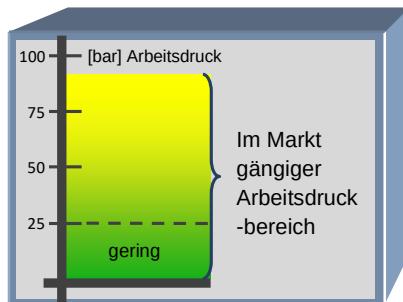 100
[bar] Arbeitsdruck
75
50
25
gering
Im Markt
gängiger
Arbeitsdruck
-bereich